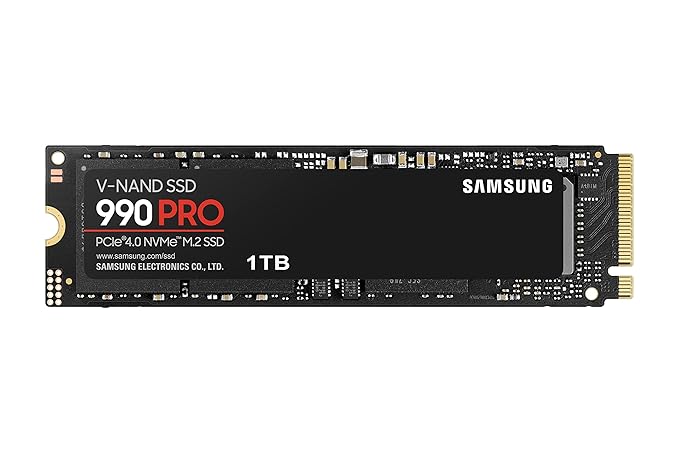 V-NAND SSD
990 PRO
PCIe®4.0 NVMe™ M.2 SSD
www.samsung.com/ssd
SAMSUNG ELECTRONICS CO., LTD.
1TB
SAMSUNG